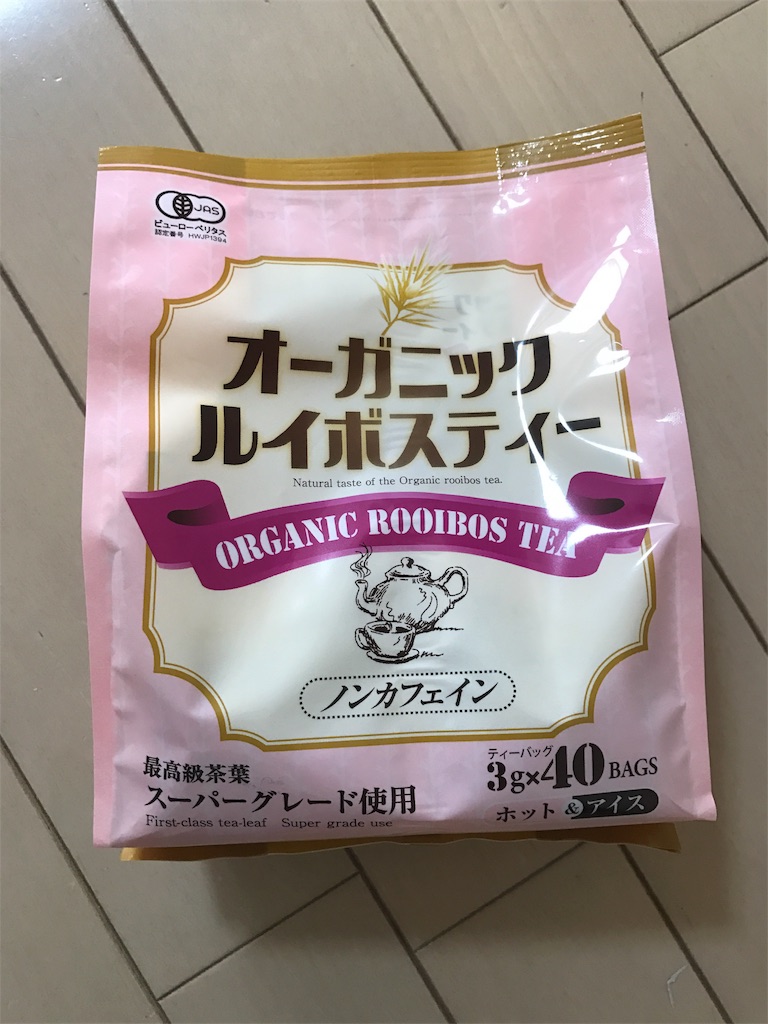 JAS
ビューローベリタス
認定番号 HWJP1394
オーガニック
ルイボスティー
Natural taste of the Organic rooibos tea.
ORGANIC ROOIBOS TEA
ノンカフェイン
最高級茶葉
スーパーグレード使用
First-class tea-leaf Super grade use
ティーバッグ
3g×40BAGS
ホット&アイス